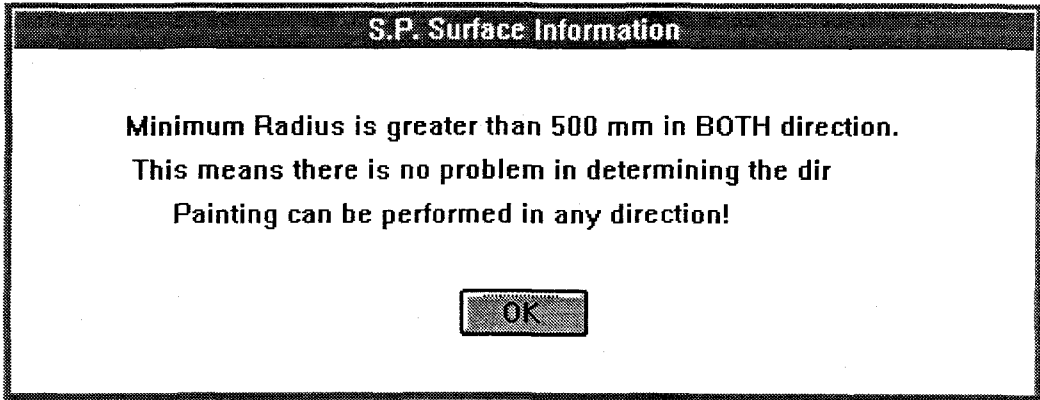 S.P. Surface Information
Minimum Radius is greater than 500 mm in BOTH direction.
This means there is no problem in determining the dir
Painting can be performed in any direction!
OK